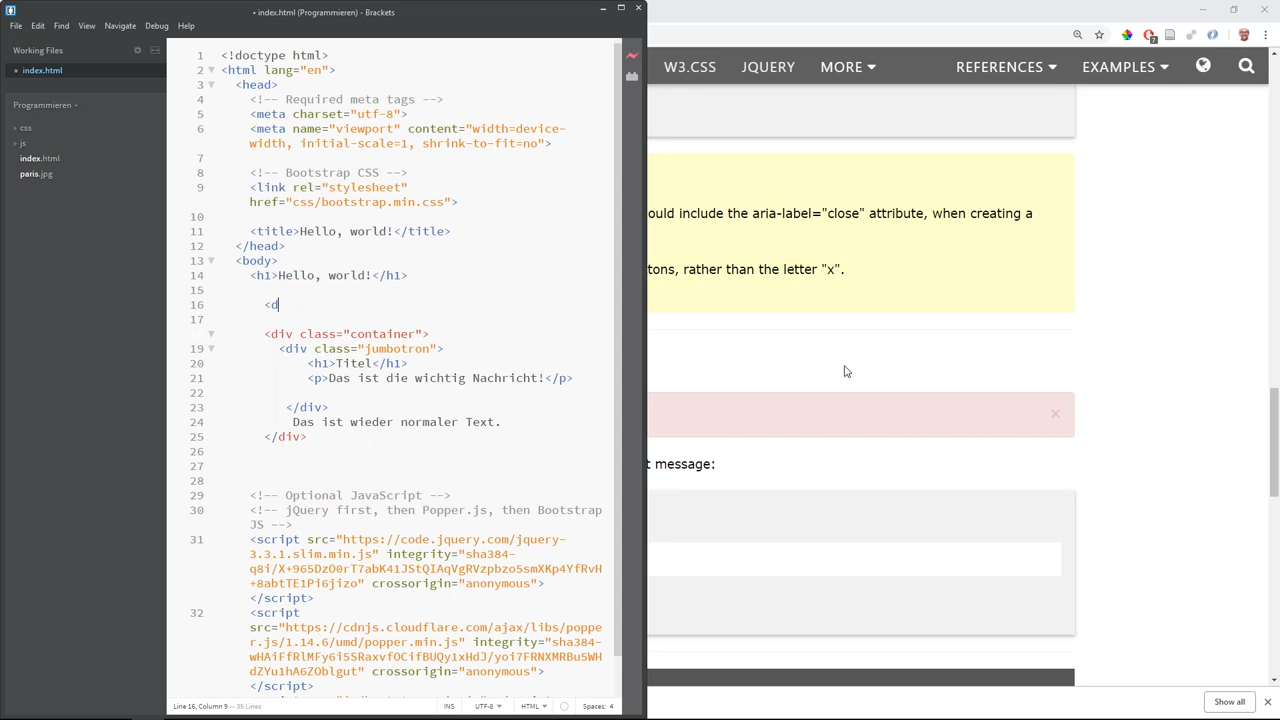 • index.html (Programmieren) - Brackets
File Edit Find View Navigate Debug Help
Working Files
• index.html
Programmieren
css
js
index.html
paris.jpg
1 <!doctype html>
2 <html lang="en">
3 <head>
4 <!-- Required meta tags -->
5 <meta charset="utf-8">
6 <meta name="viewport" content="width=device-
width, initial-scale=1, shrink-to-fit=no">
7
8 <!-- Bootstrap CSS -->
9 <link rel="stylesheet"
href="css/bootstrap.min.css">
10
11 <title>Hello, world!</title>
12 </head>
13 <body>
14 <h1>Hello, world!</h1>
15
16 <d
17
<div class="container">
19 <div class="jumbotron">
20 <h1>Titel</h1>
21 <p>Das ist die wichtig Nachricht!</p>
22
23 </div>
24 Das ist wieder normaler Text.
25 </div>
26
27
28
29 <!-- Optional JavaScript -->
30 <!-- jQuery first, then Popper.js, then Bootstrap
JS -->
31 <script src="https://code.jquery.com/jquery-
3.3.1.slim.min.js" integrity="sha384-
q8i/X+965DzO0rT7abK41JStQIAqVgRVzpbzo5smXKp4YfRvH
+8abtTE1Pi6jizo" crossorigin="anonymous">
</script>
32 <script
src="https://cdnjs.cloudflare.com/ajax/libs/poppe
r.js/1.14.6/umd/popper.min.js" integrity="sha384-
wHAiFfRlMFy6i5SRaxvfOCifBUQy1xHdJ/yoi7FRNXMRBu5WH
dZYu1hA6ZOblgut" crossorigin="anonymous">
</script>
Line 16, Column 9 — 35 Lines
INS UTF-8 HTML Spaces: 4
W3.CSS JQUERY MORE REFERENCES EXAMPLES
ould include the aria-label="close" attribute, when creating a
tons, rather than the letter "x".
×
t message:
Show all